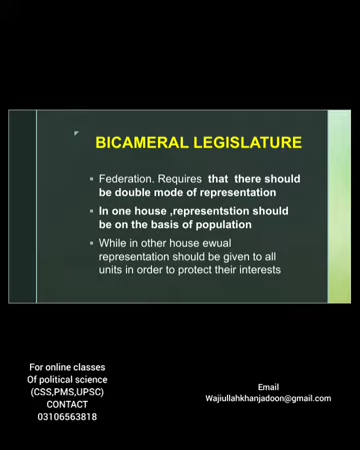 BICAMERAL LEGISLATURE
Federation. Requires that there should
be double mode of representation
In one house ,representstion should
be on the basis of population
While in other house ewual
representation should be given to all
units in order to protect their interests
For online classes
Of political science
(CSS,PMS,UPSC)
CONTACT
03106563818
Email
Wajiullahkhanjadoon@gmail.com